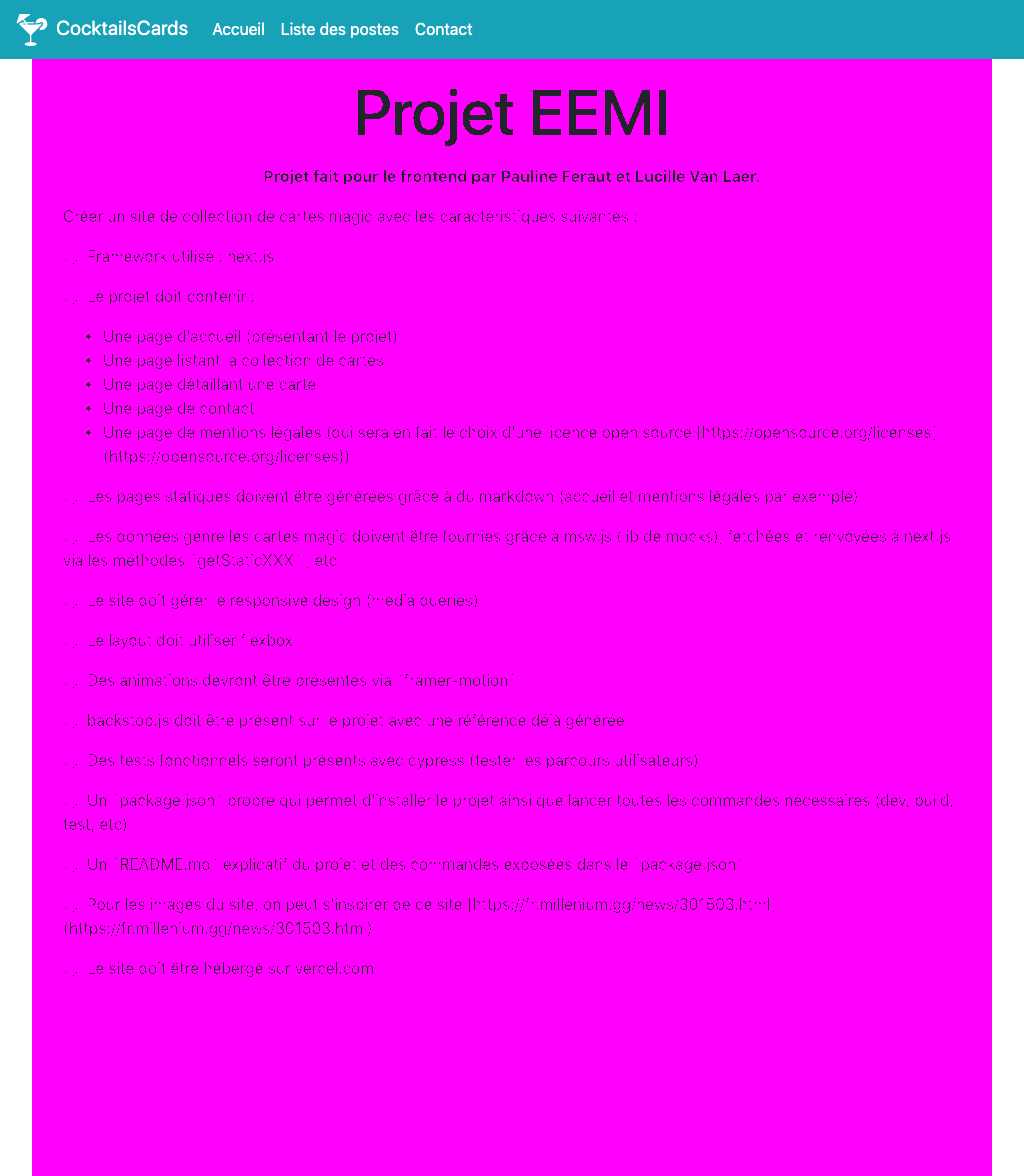 CocktailsCards Accueil Liste des postes Contact
Projet EEMI
Projet fait pour le frontend par Pauline Feraut et Lucille Van Laer.
Créer un site de collection de cartes magic avec les caractéristiques suivantes :
Framework utilisé : next.js
Le projet doit contenir :
• Une page d'accueil (présentant le projet)
• Une page listant la collection de cartes
• Une page détaillant une carte
• Une page de contact
• Une page de mentions légales (qui sera en fait le choix d'une licence open source [https://opensource.org/licenses]
(https://opensource.org/licenses))
Les pages statiques doivent être générées grâce à du markdown (accueil et mentions légales par exemple)
Les données genre les cartes magic doivent être fournies grâce à msw.js (lib de mocks), fetchées et renvoyées à next.js
via les méthodes `getStaticXXX`, etc
Le site doit gérer le responsive design (media queries)
Le layout doit utiliser flexbox
Des animations devront être présentes via `framer-motion`
backstop.js doit être présent sur le projet avec une référence déjà générée
Des tests fonctionnels seront présents avec cypress (tester les parcours utilisateurs)
Un `package.json` propre qui permet d'installer le projet ainsi que lancer toutes les commandes nécessaires (dev, build,
test, etc)
Un `README.md` explicatif du projet et des commandes exposées dans le `package.json`
Pour les images du site, on peut s'inspirer de ce site [https://fr.millenium.gg/news/301503.html]
(https://fr.millenium.gg/news/301503.html)
Le site doit être hébergé sur vercel.com